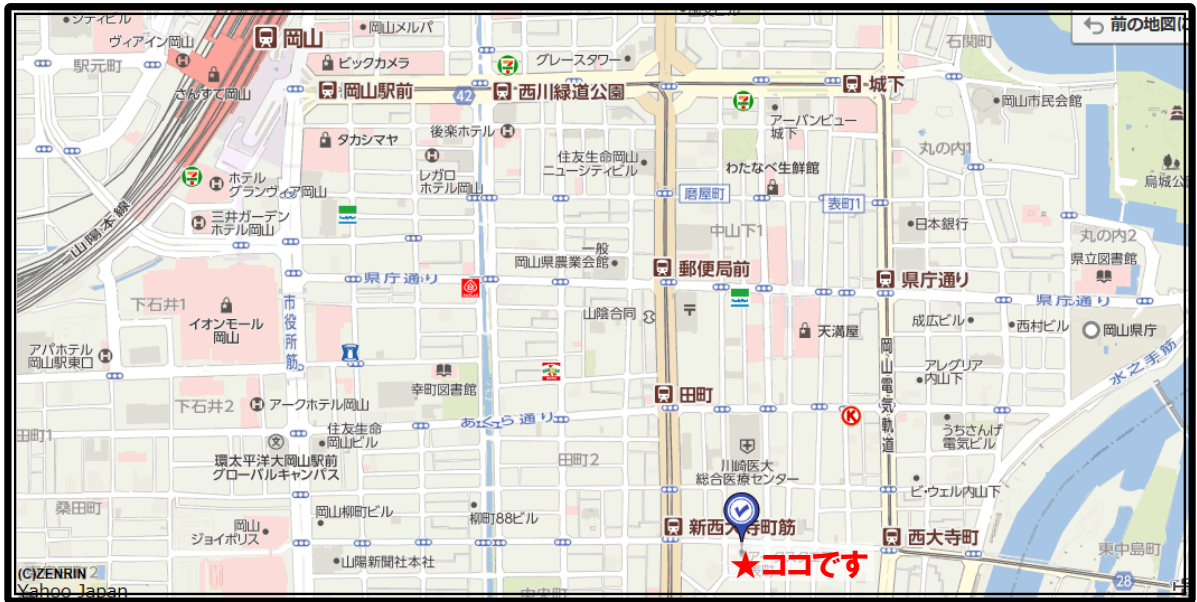 シティビル
ヴィアイン岡山
岡山
岡山メルパ
駅元町
ビックカメラ
グレースタワー
石関町
前の地図に
さんすて岡山
岡山駅前
42
西川緑道公園
城下
岡山市民会館
アーバンビュー
城下
タカシマヤ
後楽ホテル
丸の内1
住友生命岡山
ニューシティビル
わたなべ生鮮館
レガロ
ホテル岡山
ホテル
グランヴィア岡山
烏城公
磨屋町
表町1
三井ガーデン
ホテル岡山
山陽本線
中山下1
日本銀行
丸の内2
一般
岡山県農業会館
郵便局前
県立図書館
県庁通り
県庁通り
県庁通り
下石井1
市役所筋
イオンモール
岡山
山陰合同
〒
天満屋
成広ビル
西村ビル
岡山県庁
アパホテル
岡山駅東口
岡山電気軌道
水之手筋
アレグリア
内山下
幸町図書館
田町
下石井2
アークホテル岡山
あくら通り
K
うちさんげ
電気ビル
田町1
住友生命
岡山ビル
文
環太平洋大岡山駅前
グローバルキャンパス
田町2
川崎医大
総合医療センター
ビ・ウェル内山下
桑田町
岡山柳町ビル
柳町88ビル
新西大寺町筋
西大寺町
岡山
ジョイポリス
東中島町
山陽新聞社本社
★ココです
28
(C)ZENRIN
Yahoo Japan